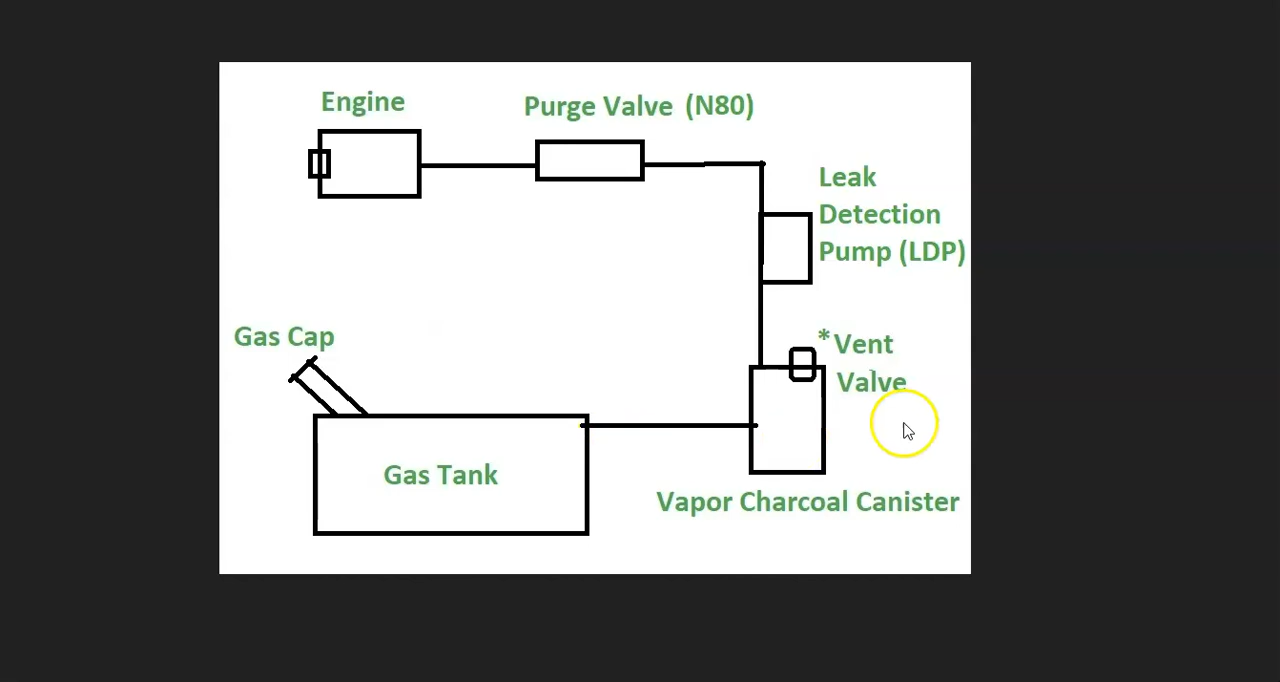 Engine
Purge Valve (N80)
Leak
Detection
Pump (LDP)
Gas Cap
*Vent
Valve
Gas Tank
Vapor Charcoal Canister